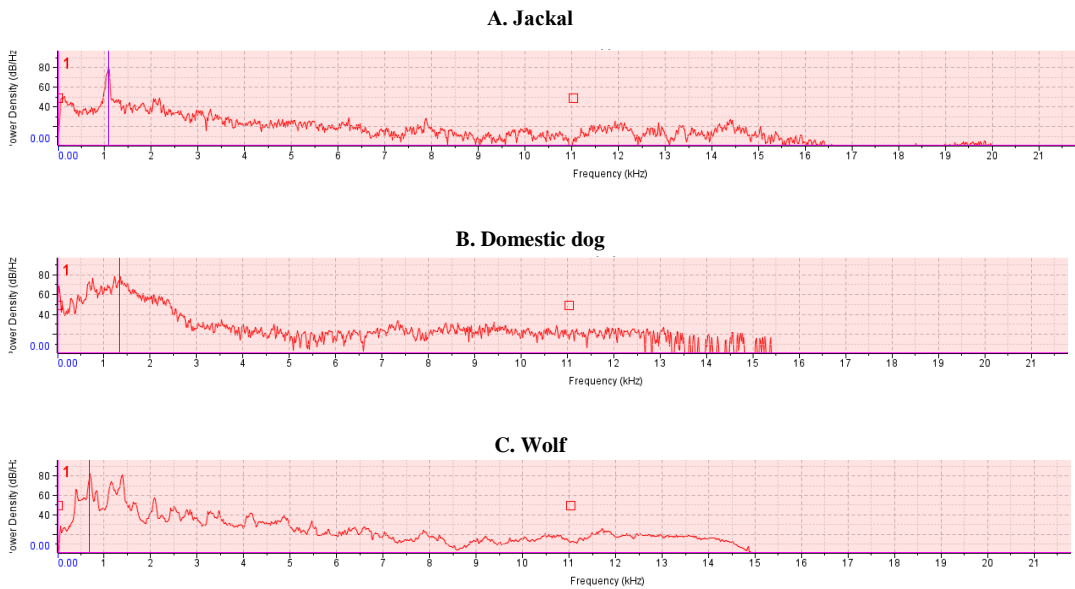 A. Jackal
ower Density (dB/Hz
80
60
40
0.00
1
0.00 1 2 3 4 5 6 7 8 9 10 11 12 13 14 15 16 17 18 19 20 21
Frequency (kHz)
B. Domestic dog
ower Density (dB/Hz
80
60
40
0.00
1
0.00 1 2 3 4 5 6 7 8 9 10 11 12 13 14 15 16 17 18 19 20 21
Frequency (kHz)
C. Wolf
ower Density (dB/H
80
60
40
0.00
1
0.00 1 2 3 4 5 6 7 8 9 10 11 12 13 14 15 16 17 18 19 20 21
Frequency (kHz)